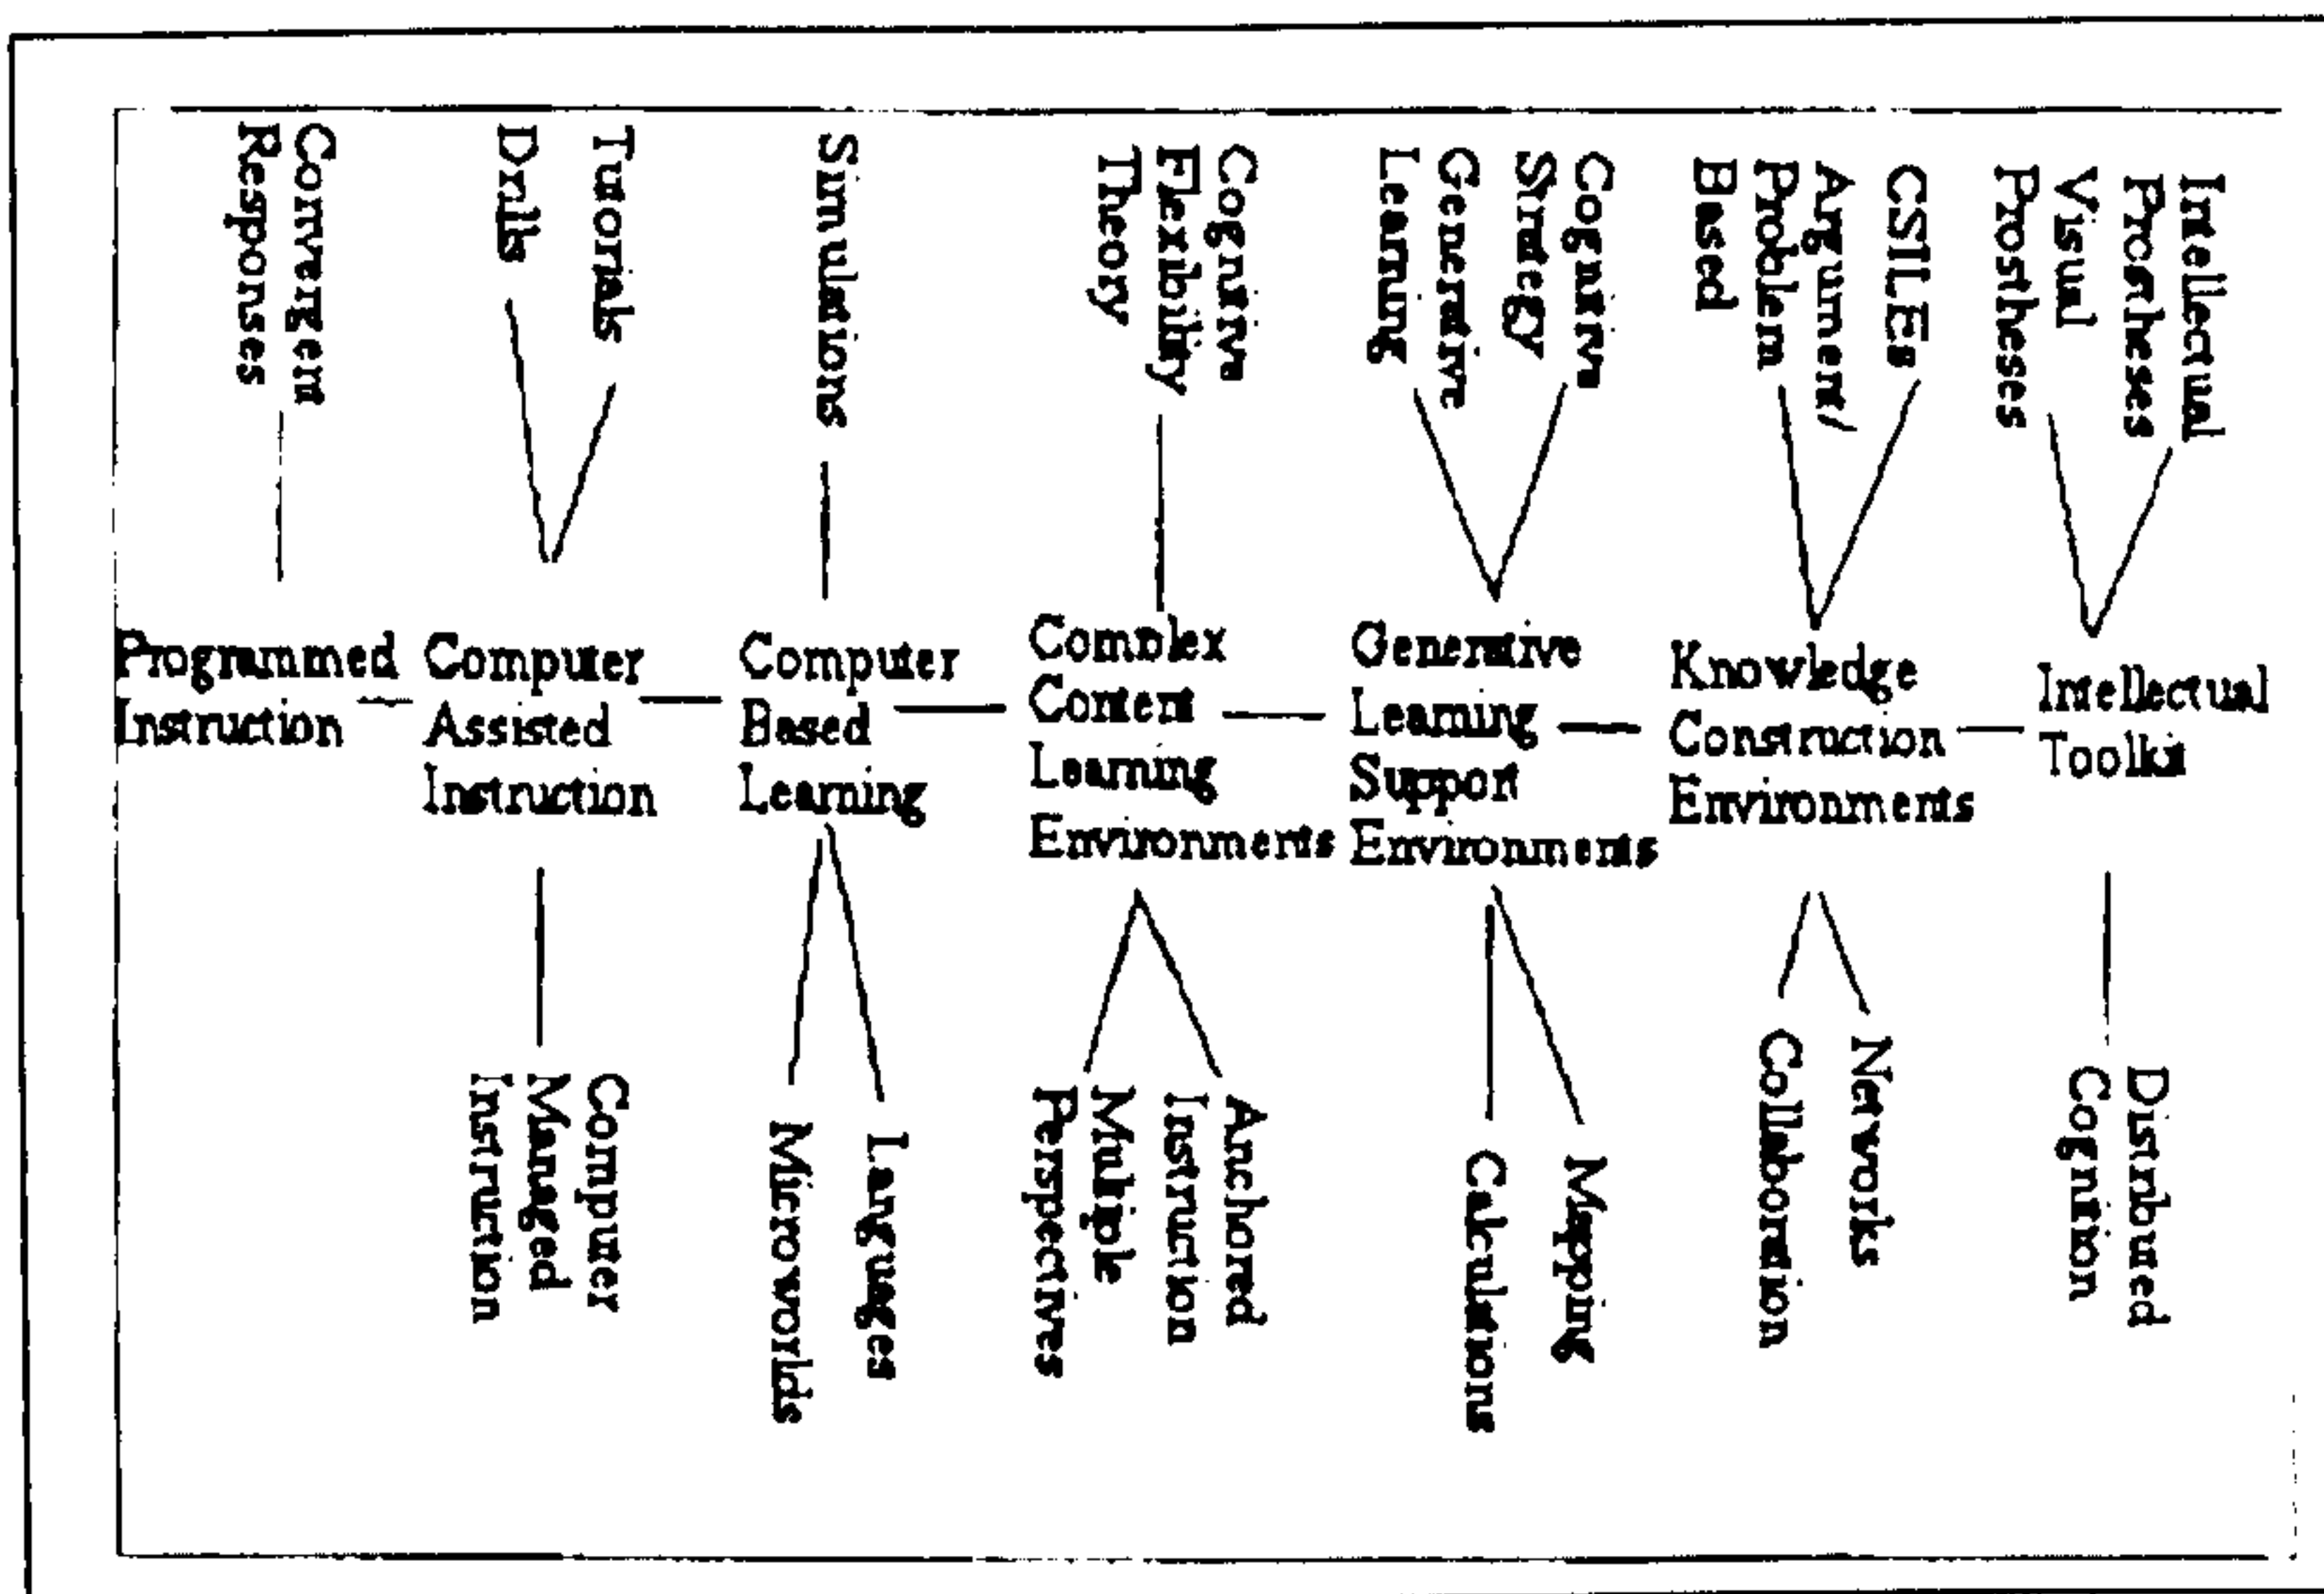 Convergent
Responses
Tutorials
Drills
Simulations
Cognitive
Flexibility
Theory
Cognitive
Strategy
Generative
Learning
CSILEs
Argument/
Problem
Based
Intellectual
Prostheses
Visual
Prostheses
Programmed
Instruction
Computer
Assisted
Instruction
Computer
Based
Learning
Complex
Content
Learning
Environments
Generative
Learning
Support
Environments
Knowledge
Construction
Environments
Intellectual
Toolkit
Computer
Managed
Instruction
Languages
Microworlds
Anchored
Instruction
Multiple
Perspectives
Mapping
Calculations
Networks
Collaboration
Distributed
Cognition